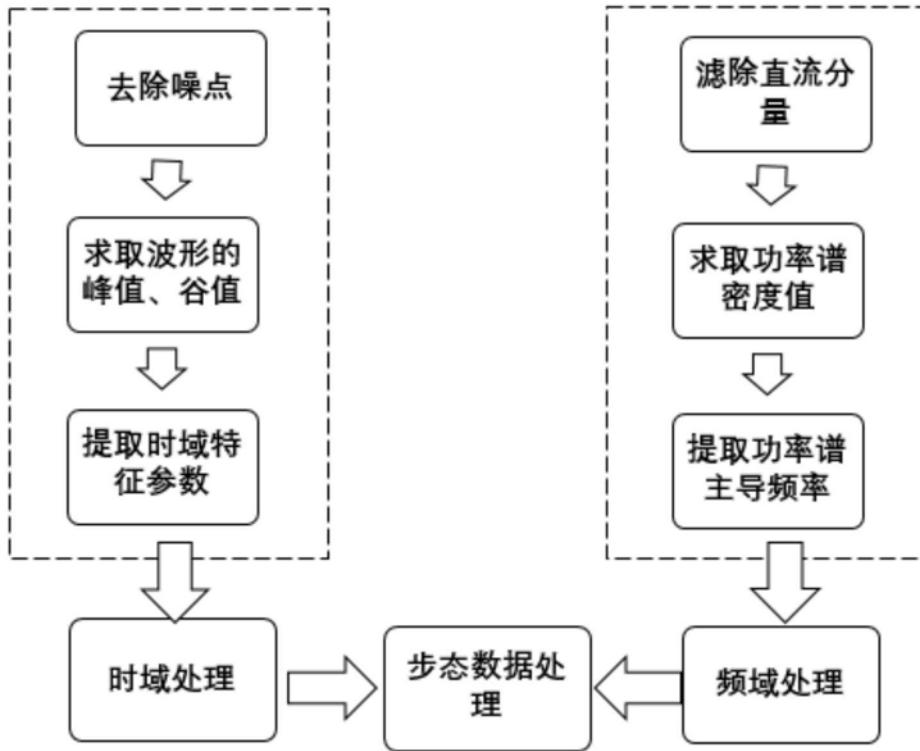 去除噪点
求取波形的
峰值、谷值
提取时域特
征参数
时域处理
滤除直流分
量
求取功率谱
密度值
提取功率谱
主导频率
频域处理
步态数据处
理